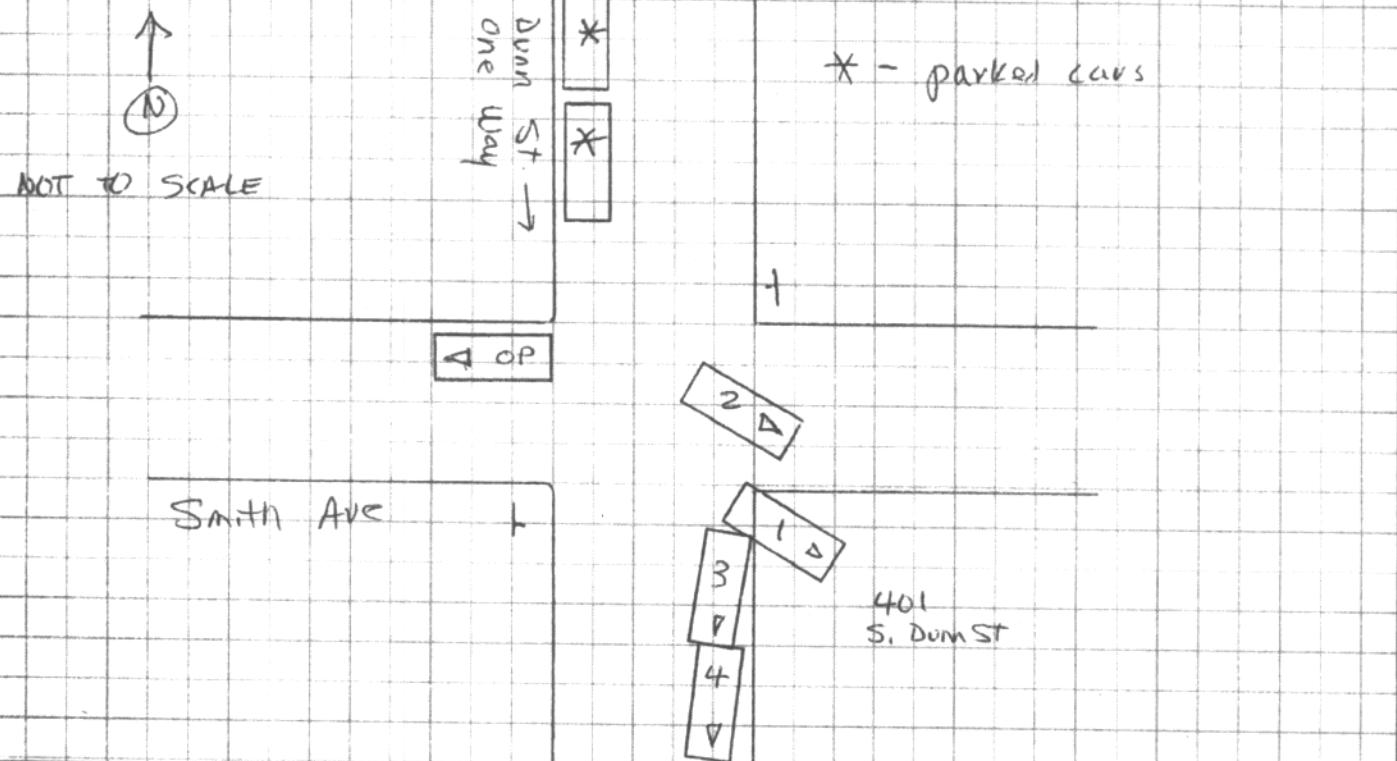 N
NOT TO SCALE
Dunn St. →
One Way
*
*
* - parked cars
◁ OP
2
1
3
4
Smith Ave
401
S. Dunn St